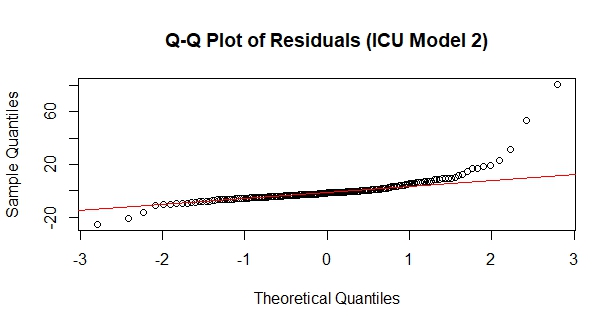 Q-Q Plot of Residuals (ICU Model 2)
Sample Quantiles
60
20
-20
-3 -2 -1 0 1 2 3
Theoretical Quantiles